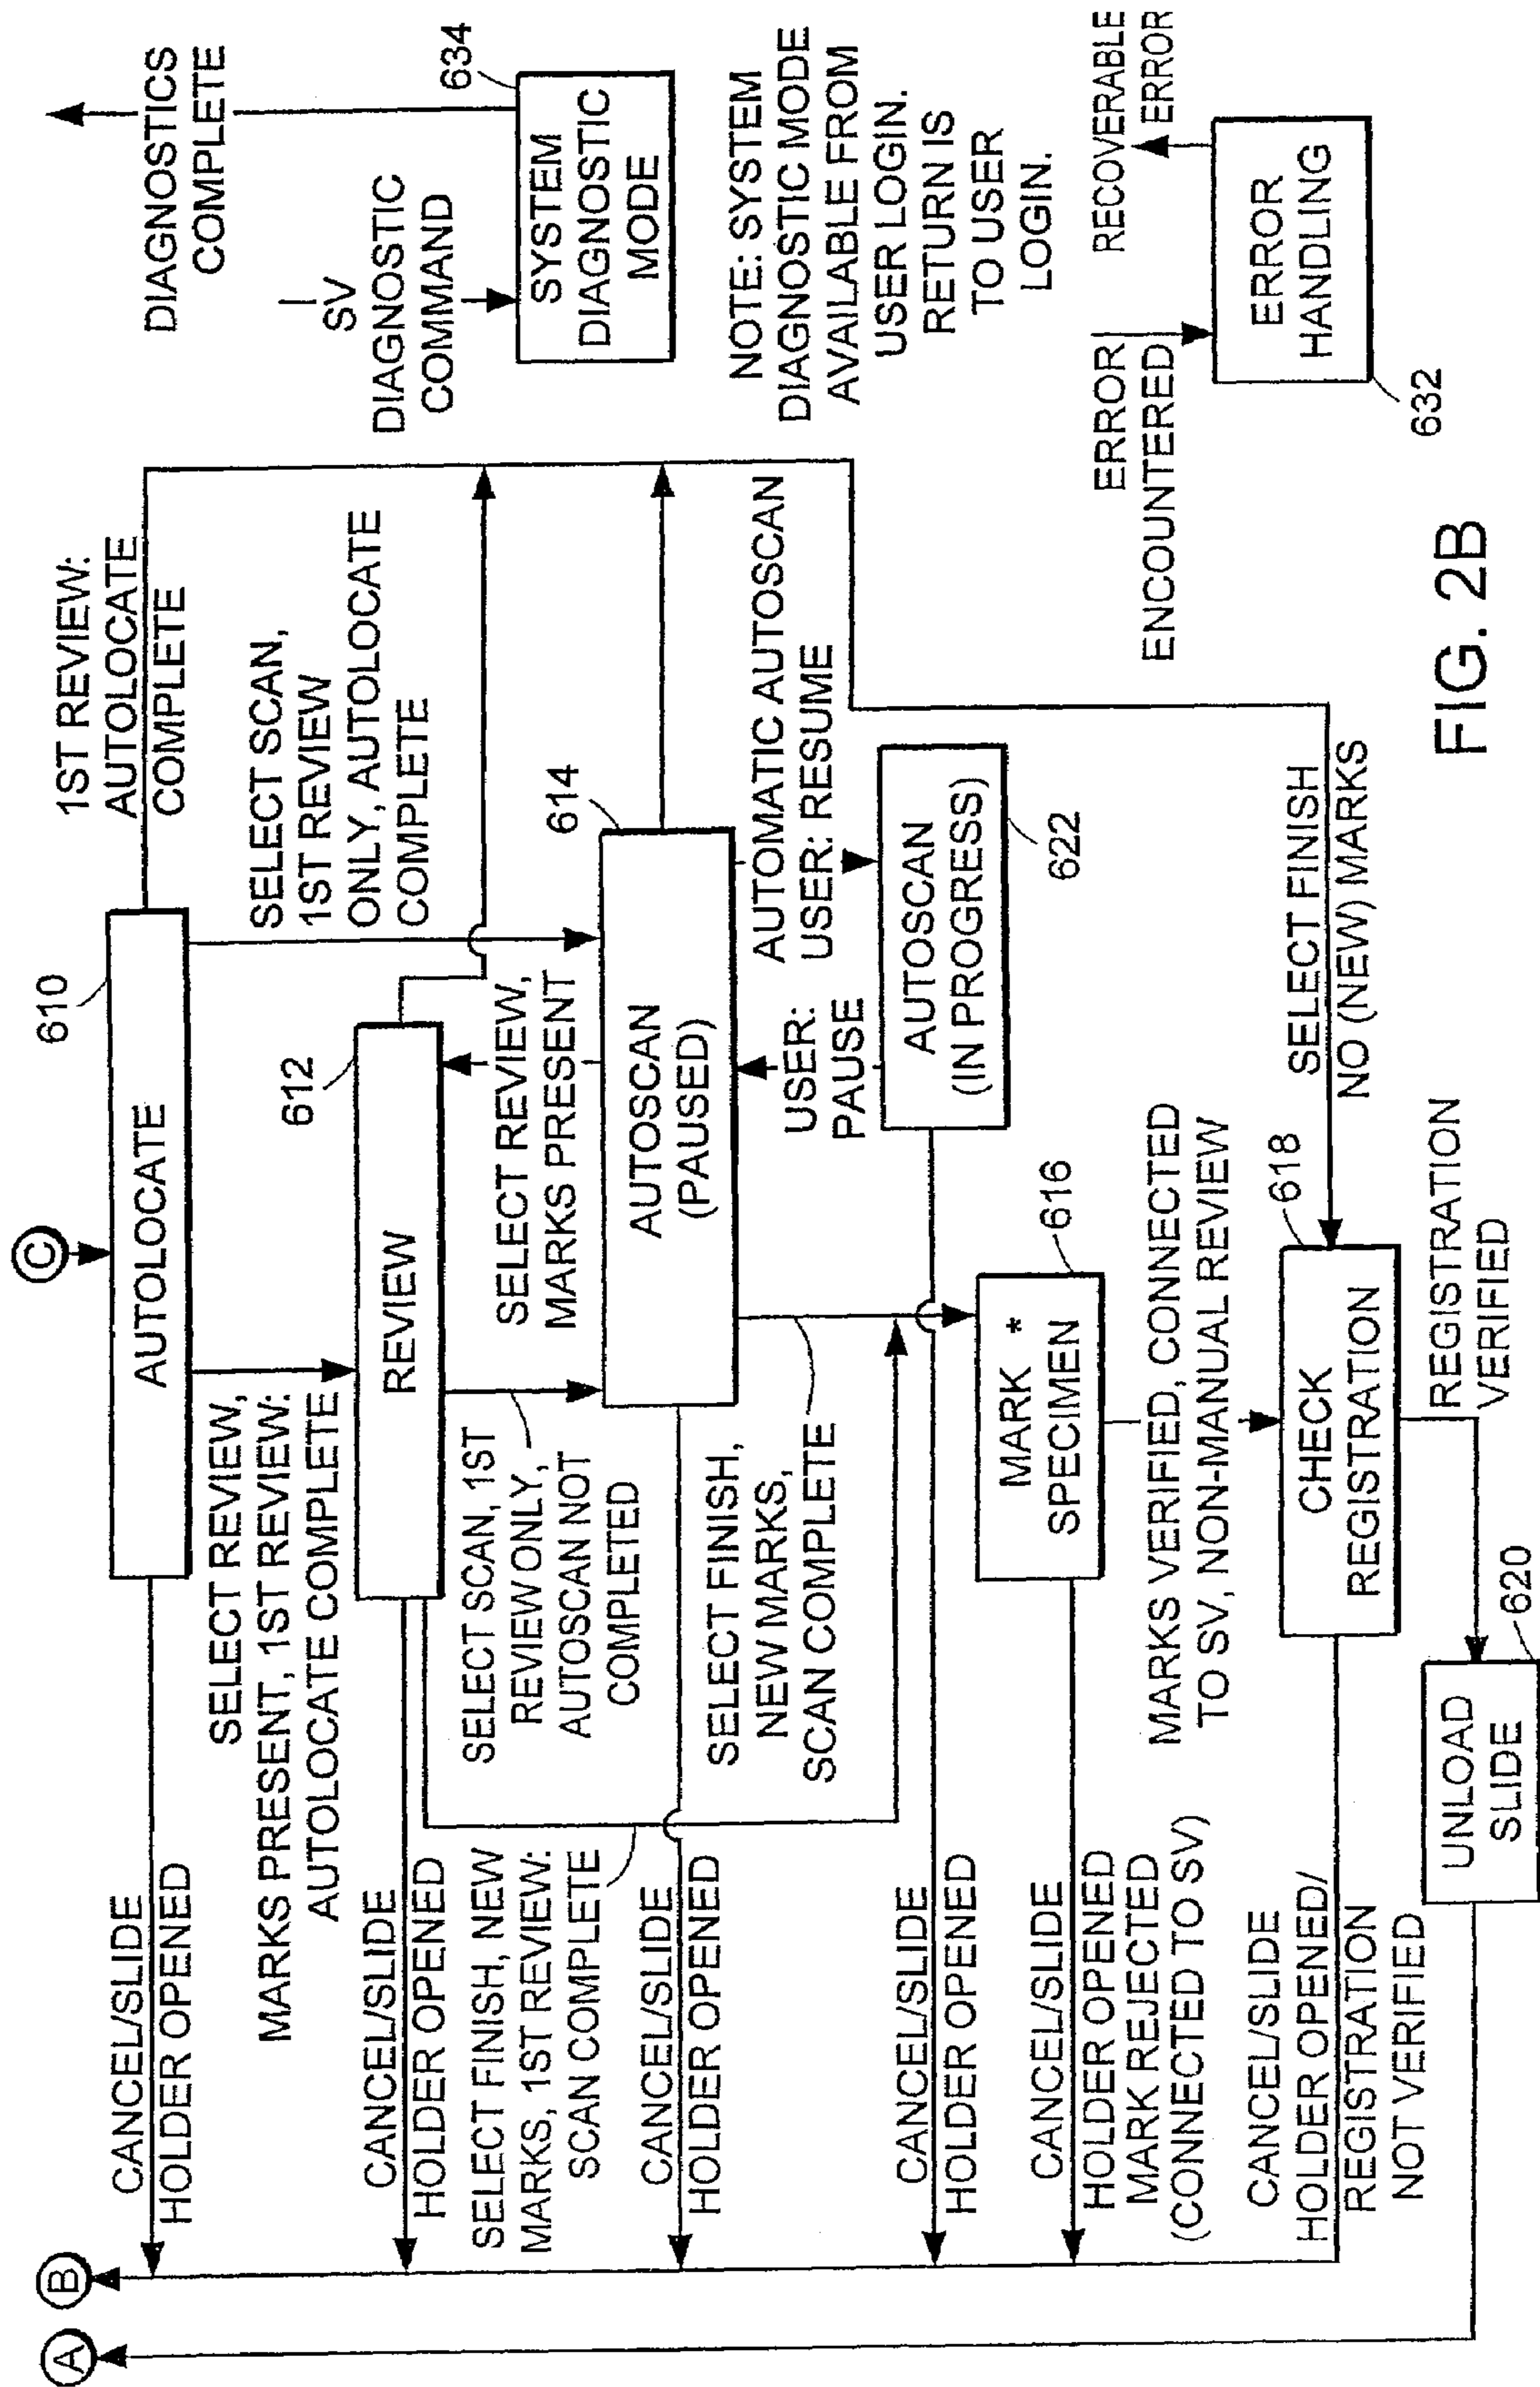 C
A
B
610
AUTOLOCATE
CANCEL/SLIDE
HOLDER OPENED
1ST REVIEW:
AUTOLOCATE
COMPLETE
SELECT REVIEW,
MARKS PRESENT, 1ST REVIEW:
AUTOLOCATE COMPLETE
SELECT SCAN,
1ST REVIEW
ONLY, AUTOLOCATE
COMPLETE
612
REVIEW
CANCEL/SLIDE
HOLDER OPENED
SELECT REVIEW,
MARKS PRESENT
SELECT SCAN, 1ST
REVIEW ONLY,
AUTOSCAN NOT
COMPLETED
SELECT FINISH, NEW
MARKS, 1ST REVIEW:
SCAN COMPLETE
614
AUTOSCAN
(PAUSED)
CANCEL/SLIDE
HOLDER OPENED
SELECT FINISH,
NEW MARKS,
SCAN COMPLETE
USER:
PAUSE
AUTOMATIC AUTOSCAN
USER: RESUME
AUTOSCAN
(IN PROGRESS)
622
CANCEL/SLIDE
HOLDER OPENED
616
MARK *
SPECIMEN
CANCEL/SLIDE
HOLDER OPENED
MARK REJECTED
(CONNECTED TO SV)
MARKS VERIFIED, CONNECTED
TO SV, NON-MANUAL REVIEW
618
SELECT FINISH
NO (NEW) MARKS
CHECK
REGISTRATION
CANCEL/SLIDE
HOLDER OPENED/
REGISTRATION
NOT VERIFIED
REGISTRATION
VERIFIED
620
UNLOAD
SLIDE
DIAGNOSTICS
COMPLETE
SV
DIAGNOSTIC
COMMAND
634
SYSTEM
DIAGNOSTIC
MODE
NOTE: SYSTEM
DIAGNOSTIC MODE
AVAILABLE FROM
USER LOGIN.
RETURN IS
TO USER
LOGIN.
ERROR
ENCOUNTERED
RECOVERABLE
ERROR
ERROR
HANDLING
632
FIG. 2B